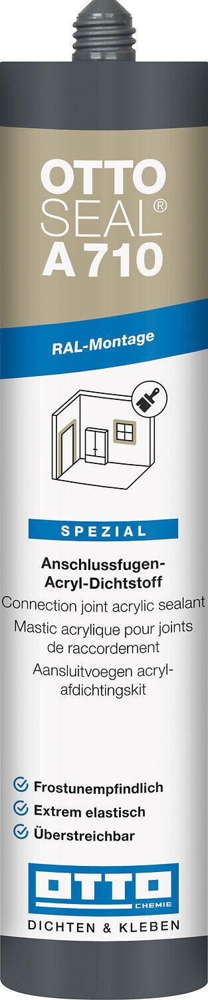 OTTO
SEAL®
A 710
RAL-Montage
SPEZIAL
Anschlussfugen-
Acryl-Dichtstoff
Connection joint acrylic sealant
Mastic acrylique pour joints
de raccordement
Aansluitvoegen acryl-
afdichtingskit
Frostunempfindlich
Extrem elastisch
Überstreichbar
OTTO
CHEMIE
DICHTEN & KLEBEN